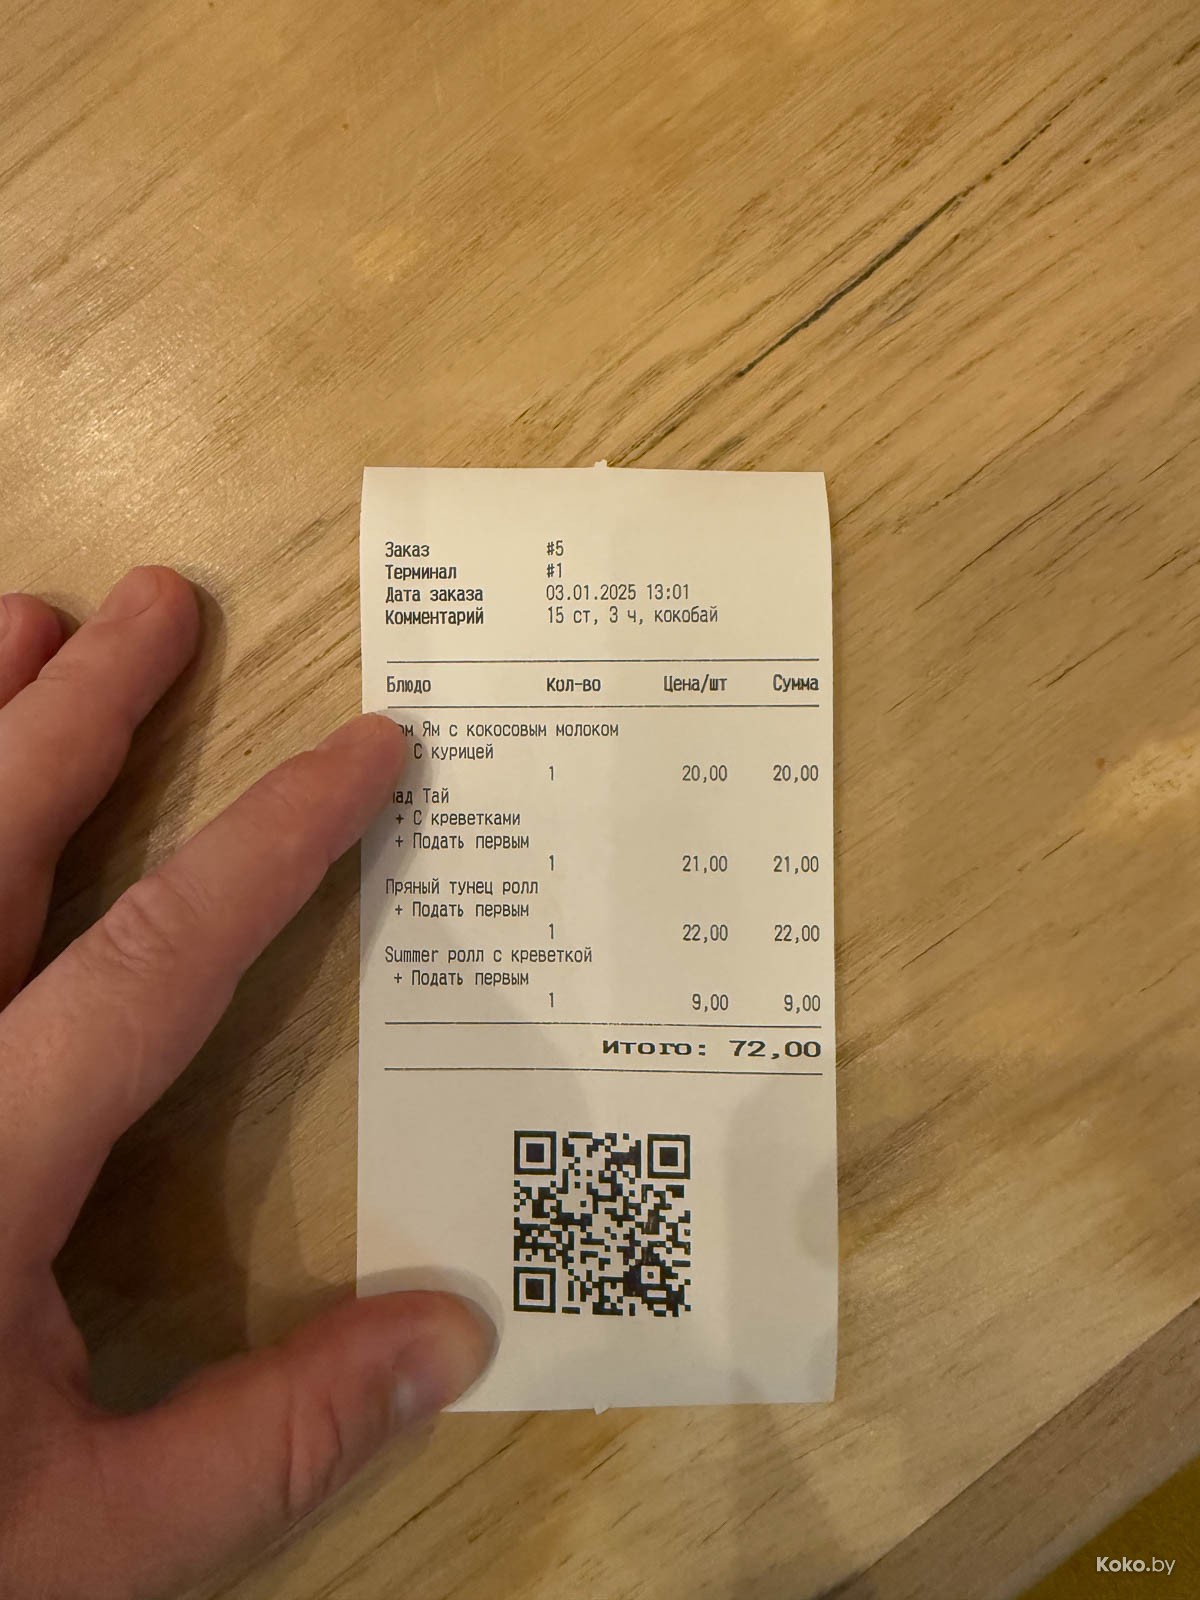 Заказ #5
Терминал #1
Дата заказа 03.01.2025 13:01
Комментарий 15 ст, 3 ч, кокобай
Блюдо Кол-во Цена/шт Сумма
Ям с кокосовым молоком
С курицей
1 20,00 20,00
Тай
+ С креветками
+ Подать первым
1 21,00 21,00
Пряный тунец ролл
+ Подать первым
1 22,00 22,00
Summer ролл с креветкой
+ Подать первым
1 9,00 9,00
Итого: 72,00
Koko.by